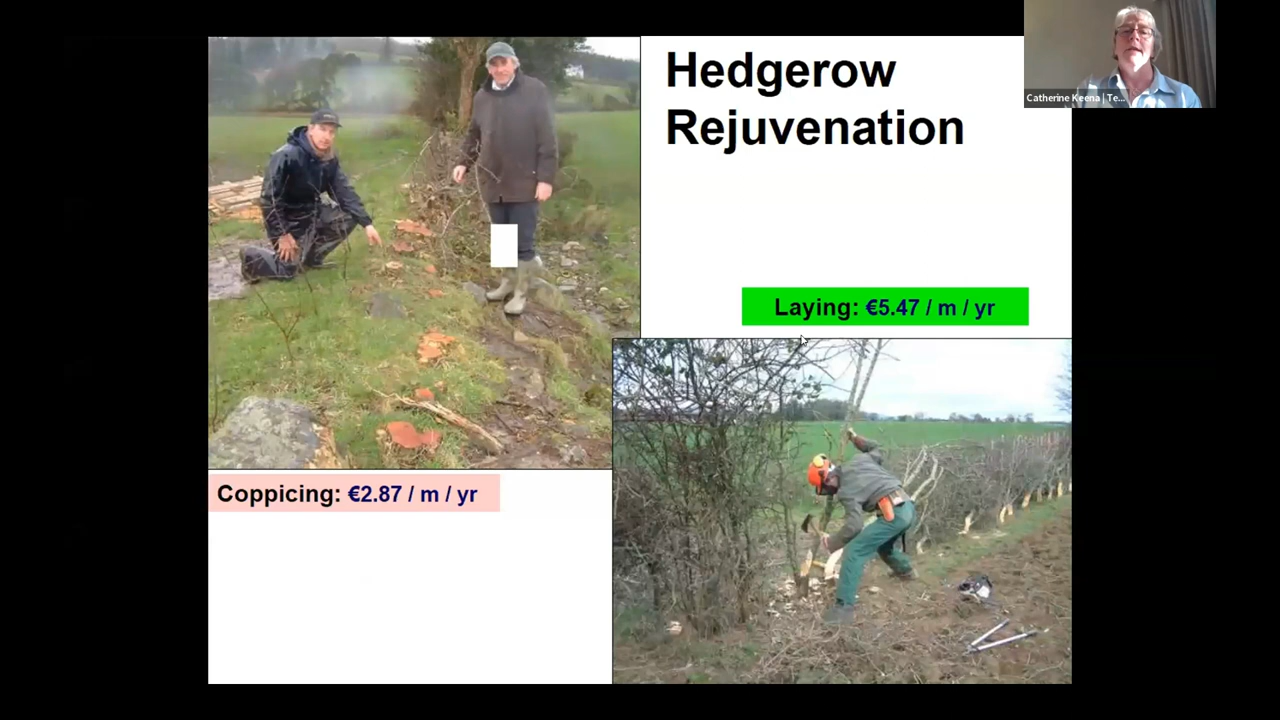 Hedgerow
Rejuvenation
Catherine Keena | Te...
Laying: €5.47 / m / yr
Coppicing: €2.87 / m / yr